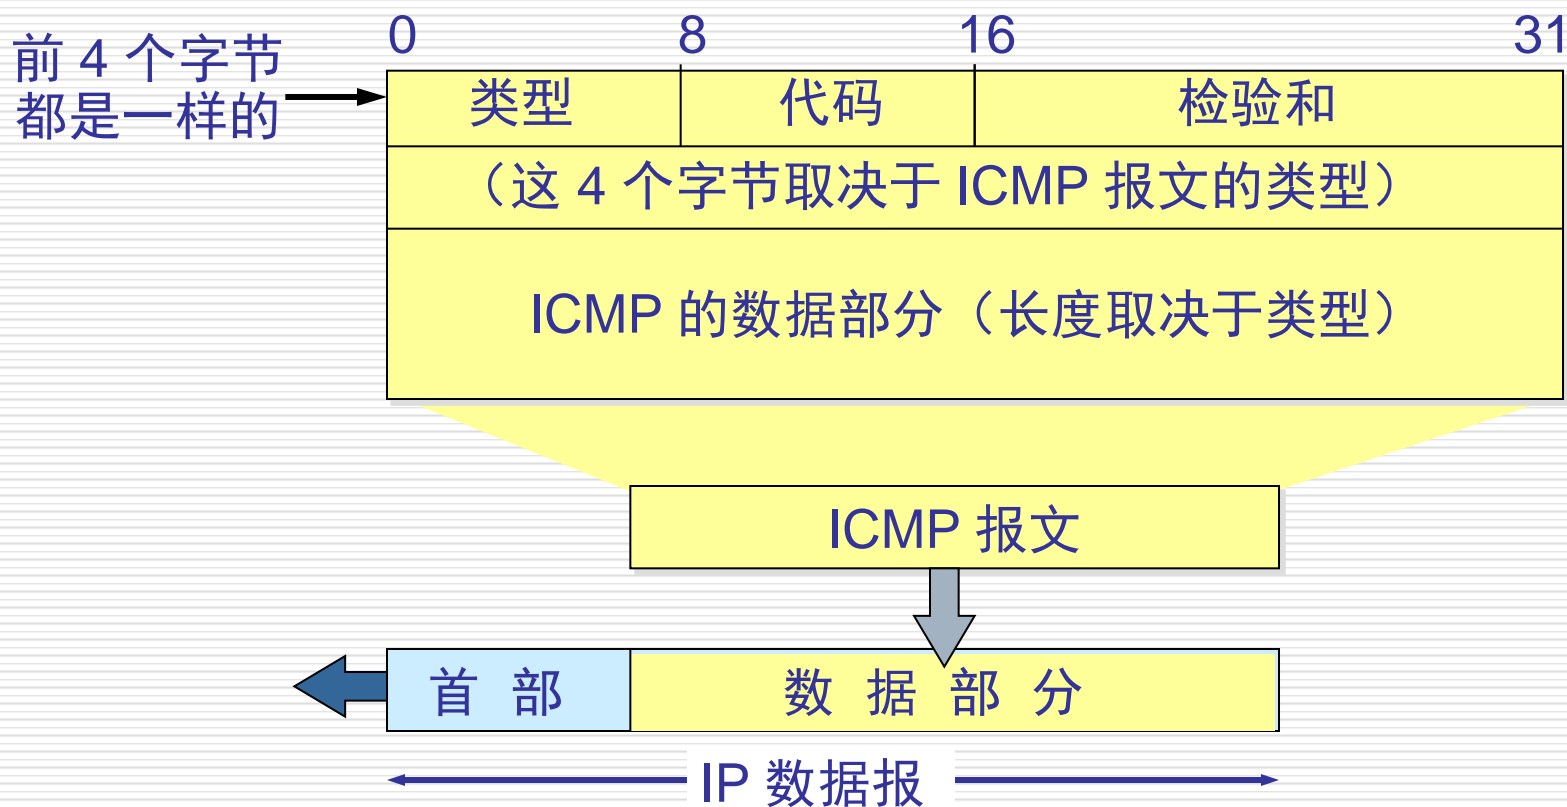 0 8 16 31
前 4 个字节
都是一样的
类型 代码 检验和
（这 4 个字节取决于 ICMP 报文的类型）
ICMP 的数据部分（长度取决于类型）
ICMP 报文
首 部 数 据 部 分
IP 数据报